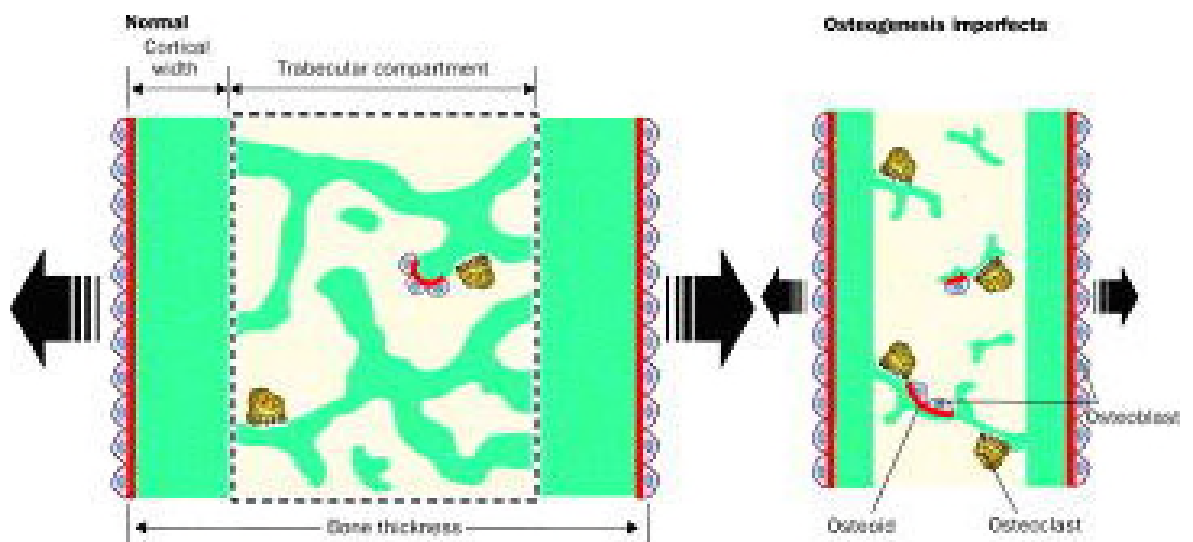 Normal
Osteogenesis imperfecta
Cortical
width
Trabecular compartment
Osteoblast
Bone thickness
Osteoid
Osteoclast